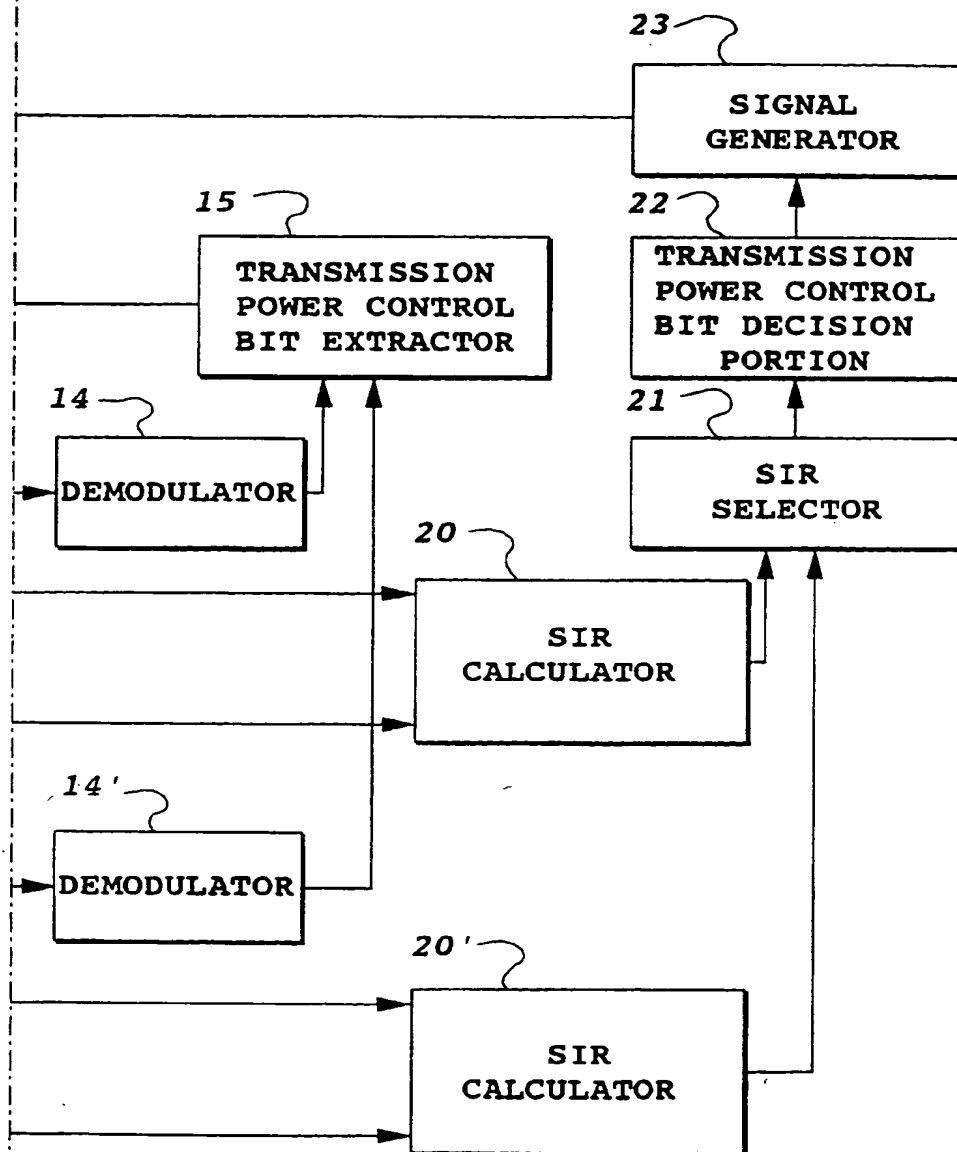 23
SIGNAL
GENERATOR
15
22
TRANSMISSION
POWER CONTROL
BIT EXTRACTOR
TRANSMISSION
POWER CONTROL
BIT DECISION
PORTION
14
21
DEMODULATOR
SIR
SELECTOR
20
SIR
CALCULATOR
14'
DEMODULATOR
20'
SIR
CALCULATOR